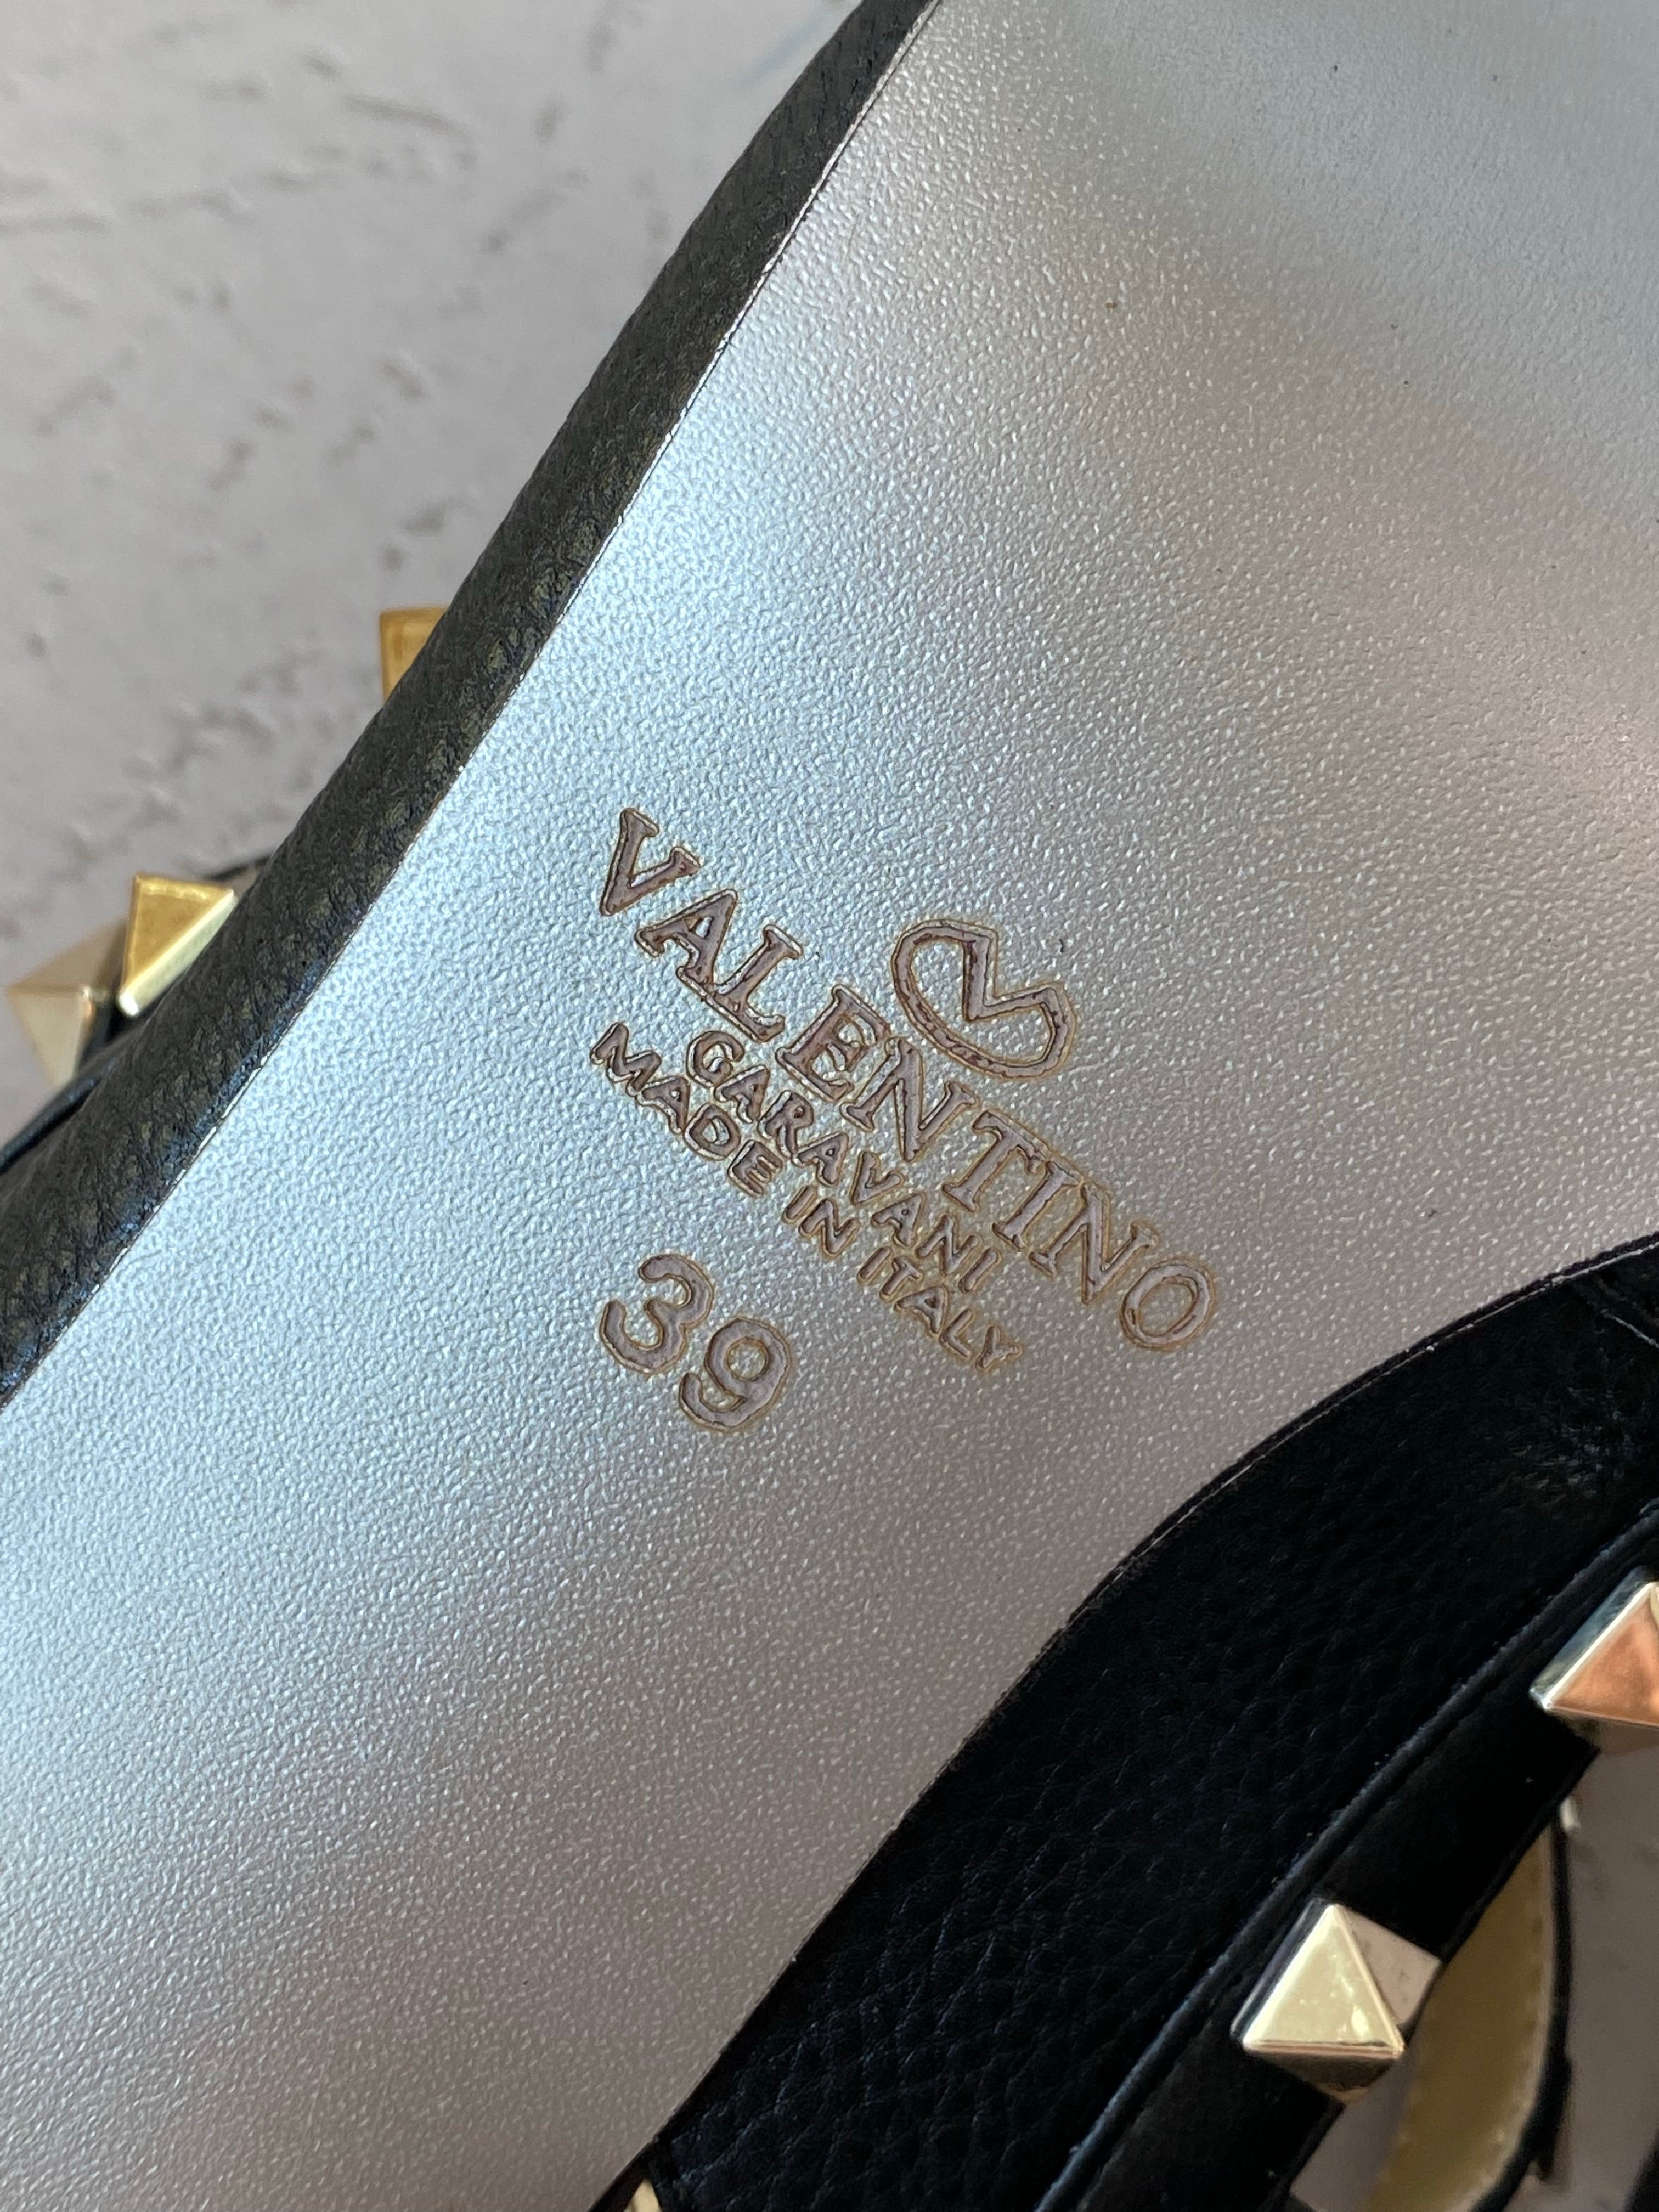 VALENTINO
GARAVANI
MADE IN ITALY
39